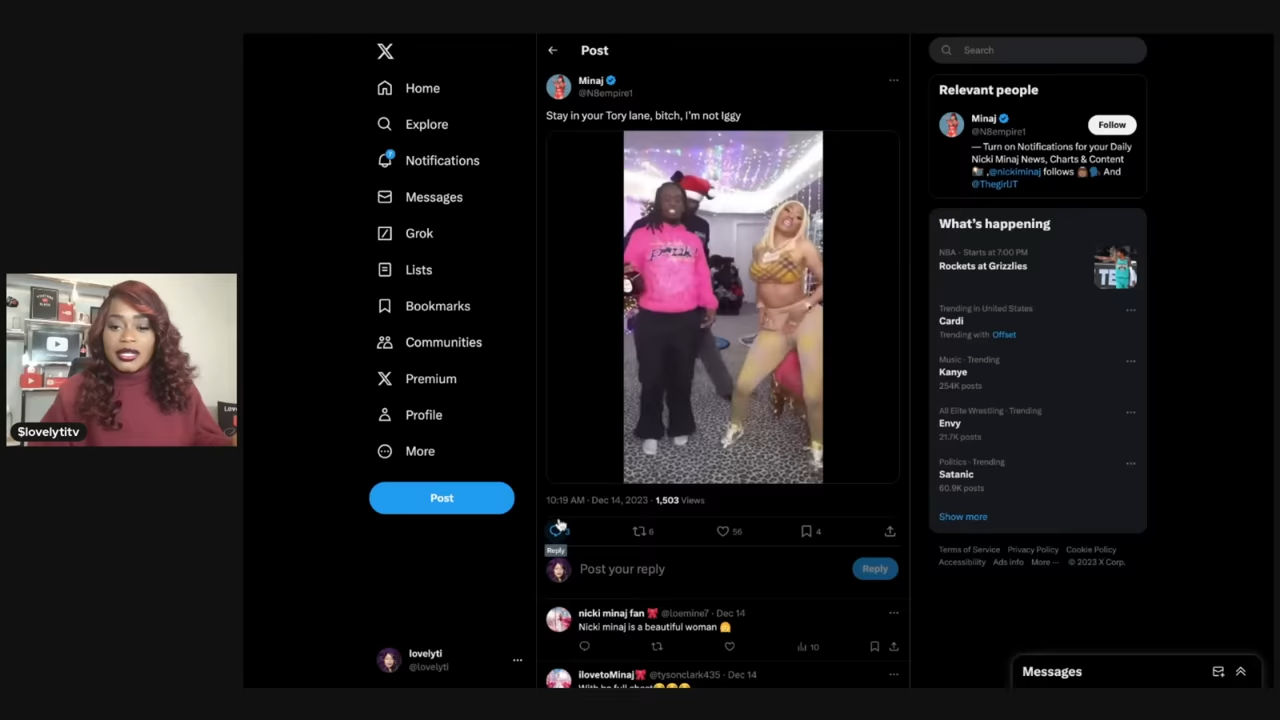 $lovelytitv
Home
Explore
Notifications
Messages
Grok
Lists
Bookmarks
Communities
Premium
Profile
More
Post
lovelyti
@lovelyti
Post
Minaj
@N8empire1
Stay in your Tory lane, bitch, I'm not Iggy
10:19 AM · Dec 14, 2023 · 1,503 Views
3
6
56
4
Reply
Post your reply
Reply
nicki minaj fan 🎀 @loemine7 · Dec 14
Nicki minaj is a beautiful woman
10
ilovetoMinaj🎀 @tysonclark435 · Dec 14
Search
Relevant people
Minaj
@N8empire1
Follow
— Turn on Notifications for your Daily
Nicki Minaj News, Charts & Content
,@nickiminaj follows And
@ThegirlJT
What's happening
NBA · Starts at 7:00 PM
Rockets at Grizzlies
Trending in United States
Cardi
Trending with Offset
Music · Trending
Kanye
254K posts
All Elite Wrestling · Trending
Envy
21.7K posts
Politics · Trending
Satanic
60.9K posts
Show more
Terms of Service Privacy Policy Cookie Policy
Accessibility Ads info More ··· © 2023 X Corp.
Messages